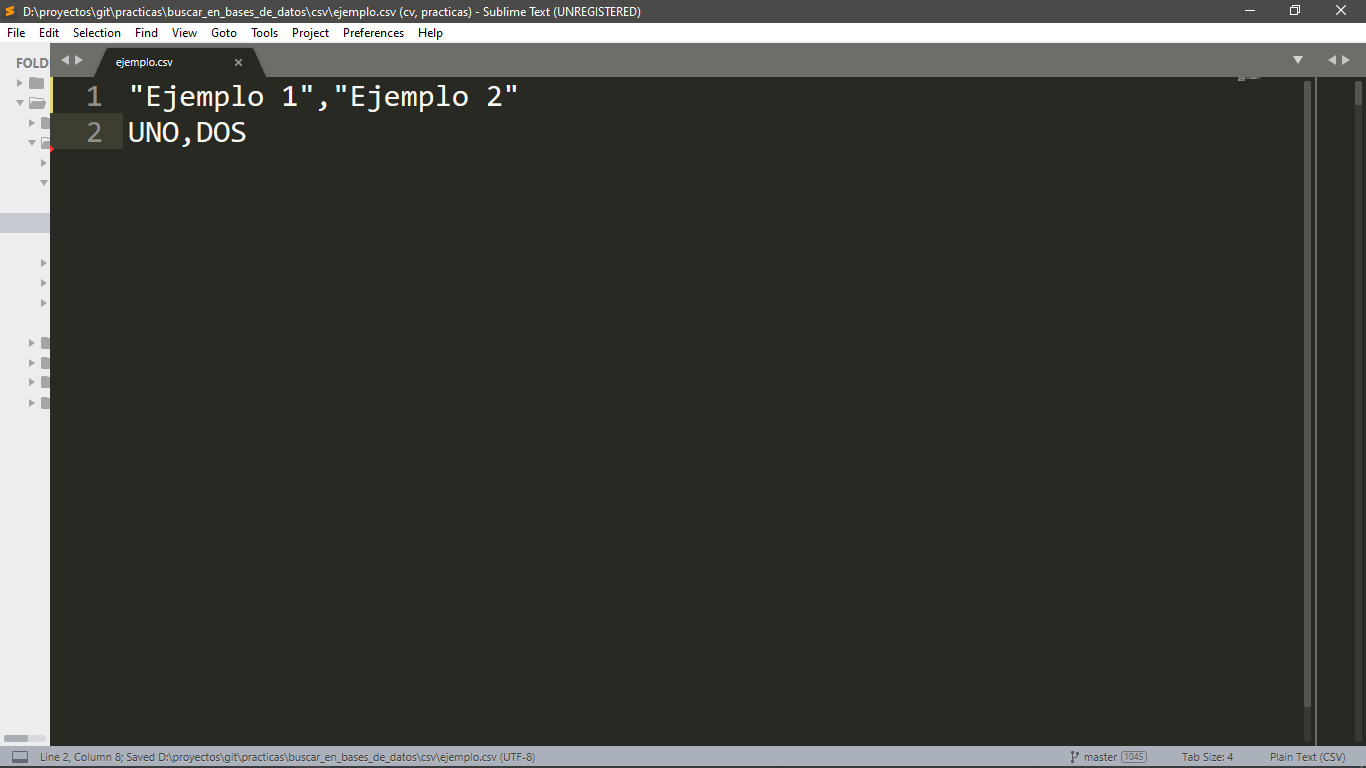 D:\proyectos\git\practicas\buscar_en_bases_de_datos\csv\ejemplo.csv (cv, practicas) - Sublime Text (UNREGISTERED)
File Edit Selection Find View Goto Tools Project Preferences Help
FOLD
ejemplo.csv
1 "Ejemplo 1","Ejemplo 2"
2 UNO,DOS
Line 2, Column 8; Saved D:\proyectos\git\practicas\buscar_en_bases_de_datos\csv\ejemplo.csv (UTF-8) master 1045 Tab Size: 4 Plain Text (CSV)